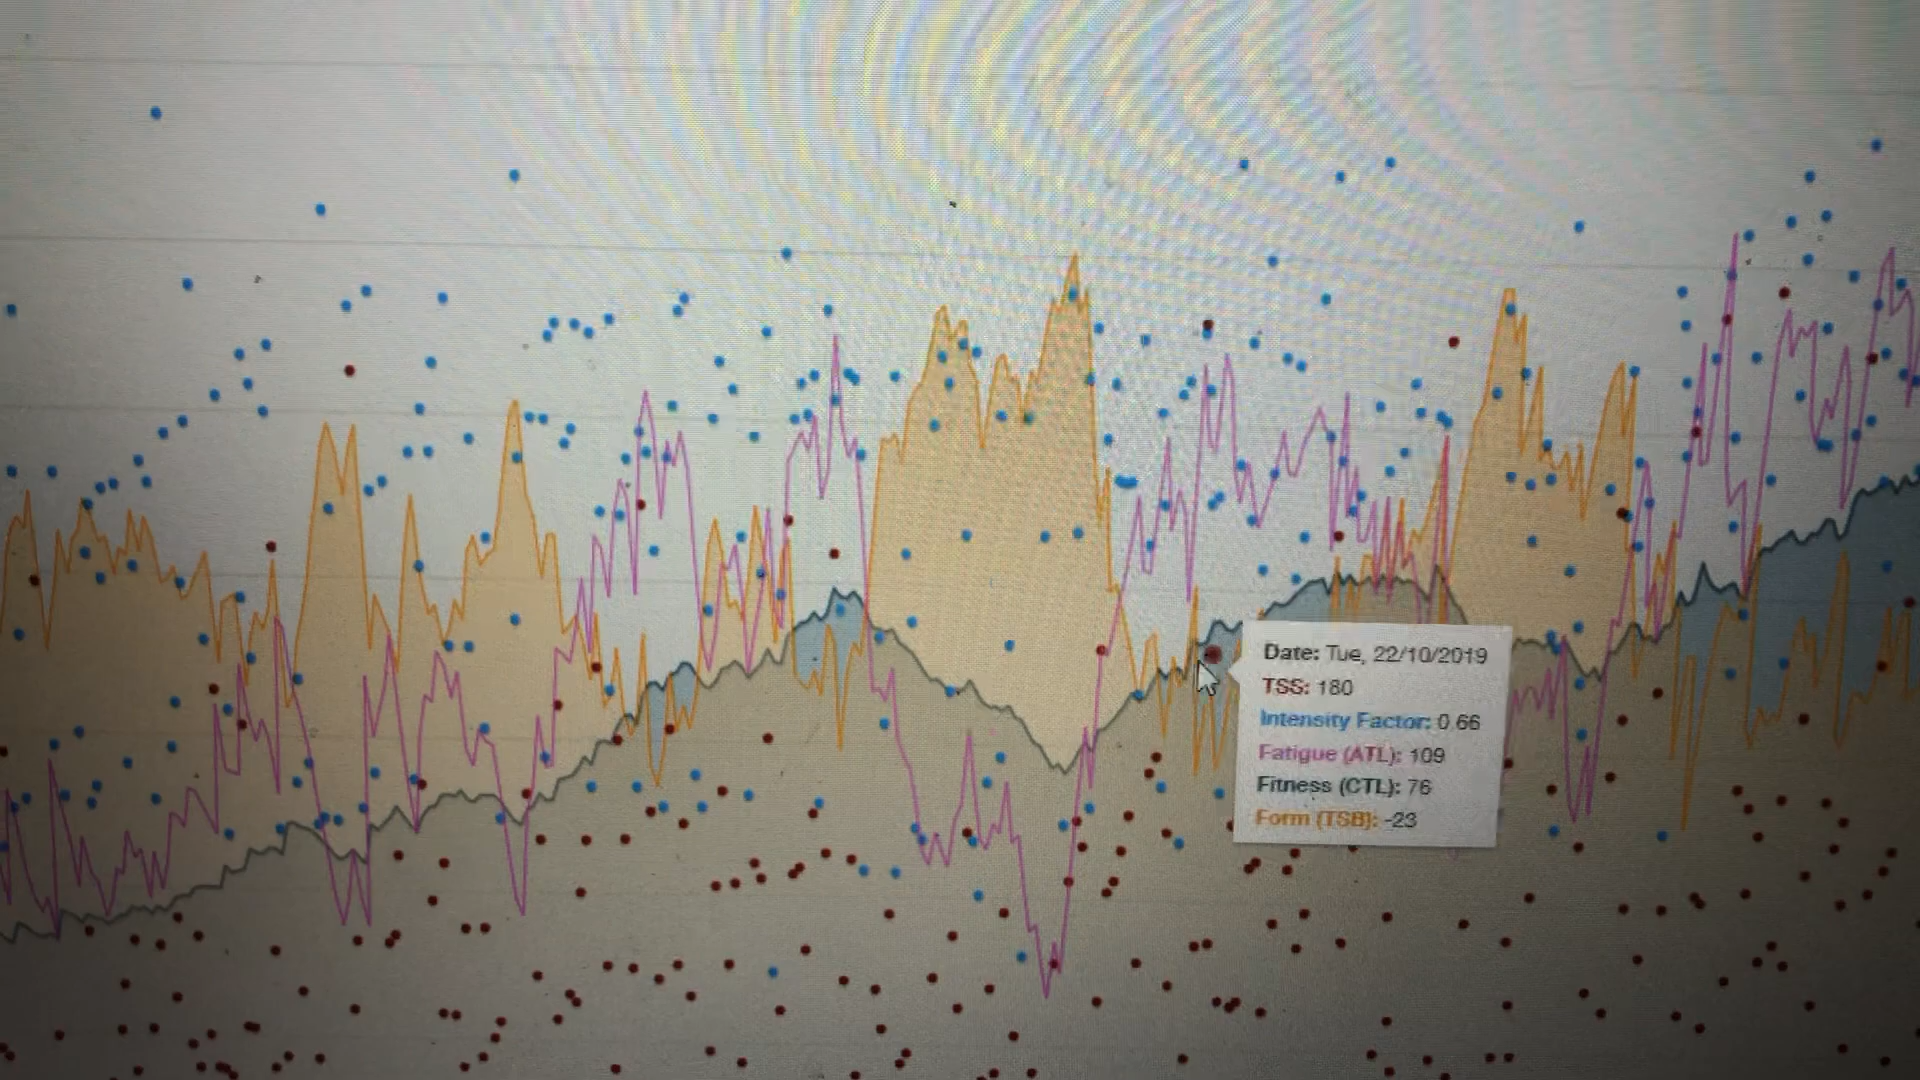 Date: Tue, 22/10/2019
TSS: 180
Intensity Factor: 0.66
Fatigue (ATL): 109
Fitness (CTL): 76
Form (TSB): -23